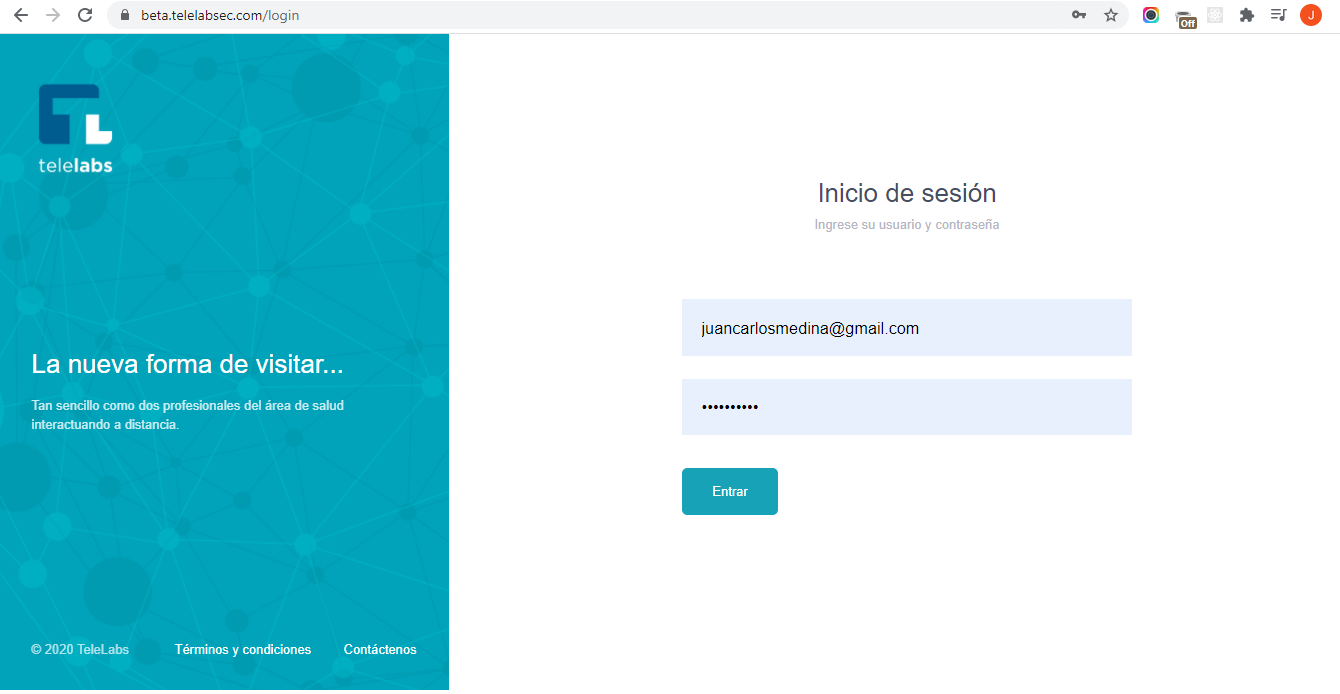 beta.telelabsec.com/login
Off
J
telelabs
Inicio de sesión
Ingrese su usuario y contraseña
juancarlosmedina@gmail.com
••••••••••
Entrar
La nueva forma de visitar...
Tan sencillo como dos profesionales del área de salud
interactuando a distancia.
© 2020 TeleLabs
Términos y condiciones
Contáctenos